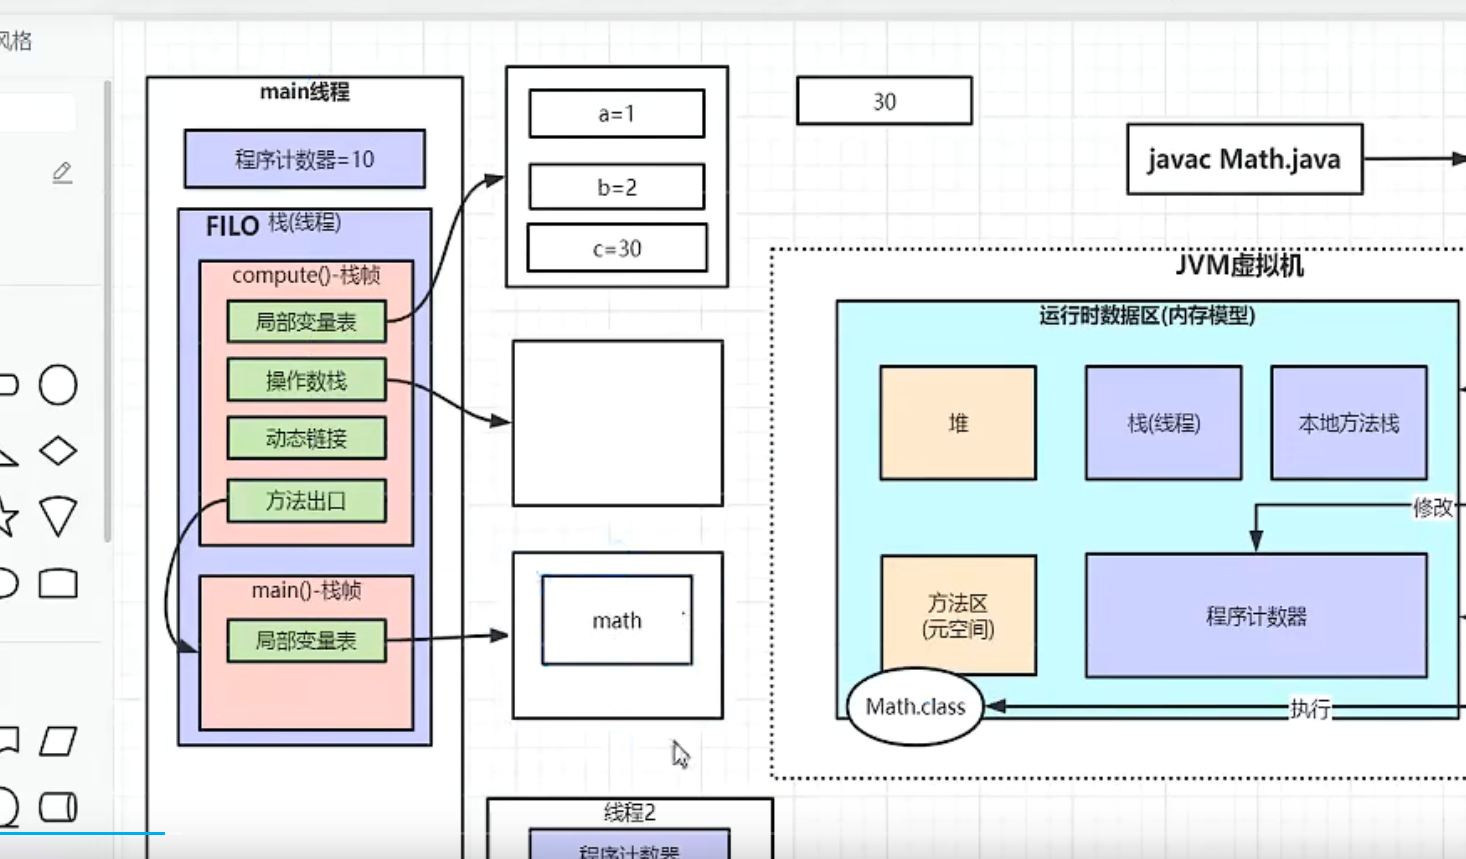 风格
main线程
程序计数器=10
FILO 栈(线程)
compute()-栈帧
局部变量表
操作数栈
动态链接
方法出口
main()-栈帧
局部变量表
a=1
b=2
c=30
math
线程2
程序计数器
30
javac Math.java
JVM虚拟机
运行时数据区(内存模型)
堆
栈(线程)
本地方法栈
修改
方法区
(元空间)
程序计数器
Math.class
执行